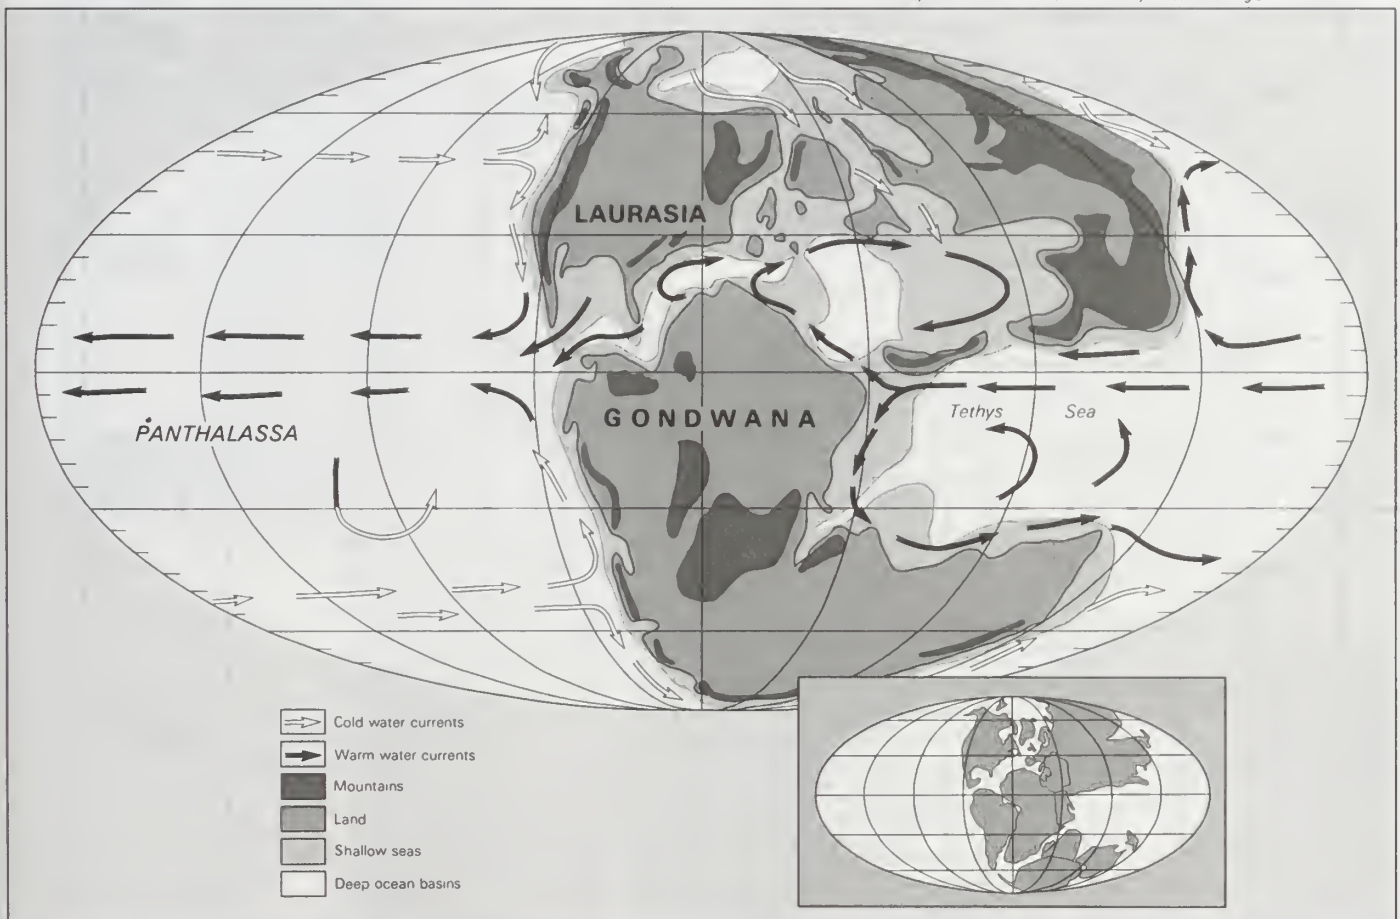 LAURASIA
GONDWANA
PANTHALASSA
Tethys Sea
Cold water currents
Warm water currents
Mountains
Land
Shallow seas
Deep ocean basins